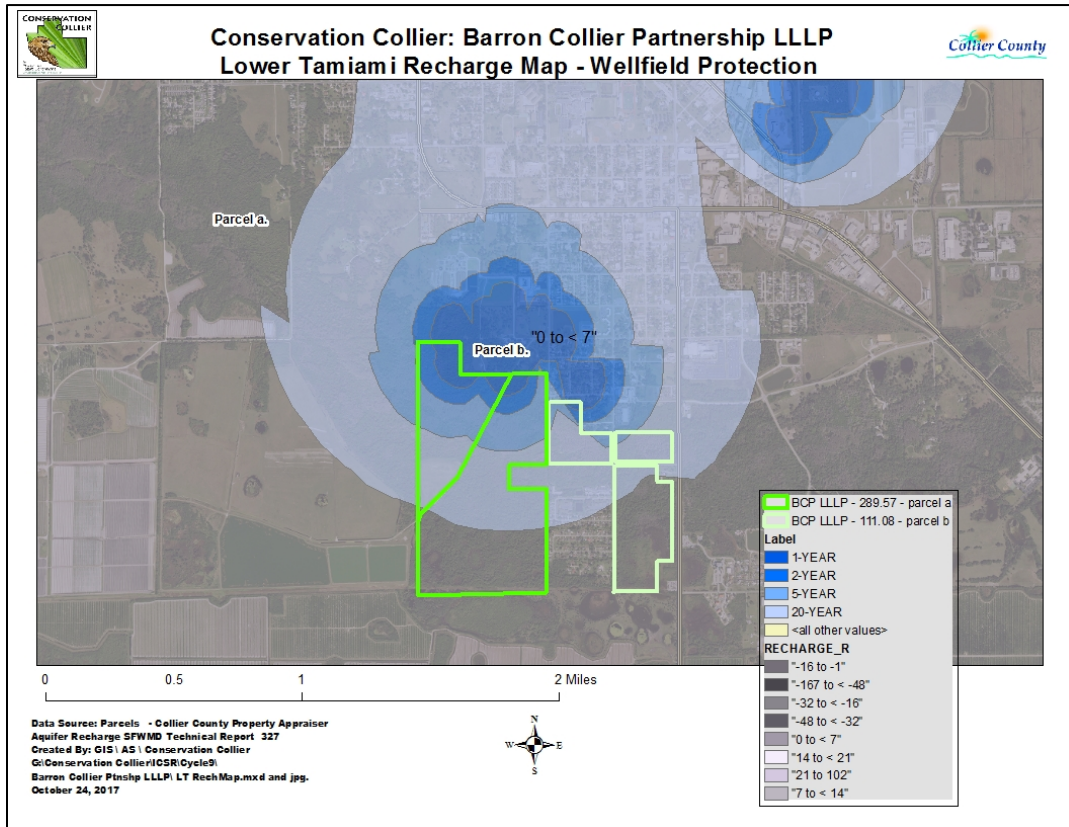 CONSERVATION
COLLIER
Conservation Collier: Barron Collier Partnership LLLP
Lower Tamiami Recharge Map - Wellfield Protection
Collier County
Parcel a.
"0 to < 7"
Parcel b.
BCP LLLP - 289.57 - parcel a
BCP LLLP - 111.08 - parcel b
Label
1-YEAR
2-YEAR
5-YEAR
20-YEAR
<all other values>
RECHARGE_R
"-16 to -1"
"-167 to < -48"
"-32 to < -16"
"-48 to < -32"
"0 to < 7"
"14 to < 21"
"21 to 102"
"7 to < 14"
0 0.5 1 2 Miles
Data Source: Parcels - Collier County Property Appraiser
Aquifer Recharge SFWMD Technical Report 327
Created By: GIS \ AS \ Conservation Collier
G:\Conservation Collier\ICSR\Cycle9\
Barron Collier Ptnshp LLLP\ LT RechMap.mxd and jpg.
October 24, 2017
N
W E
S